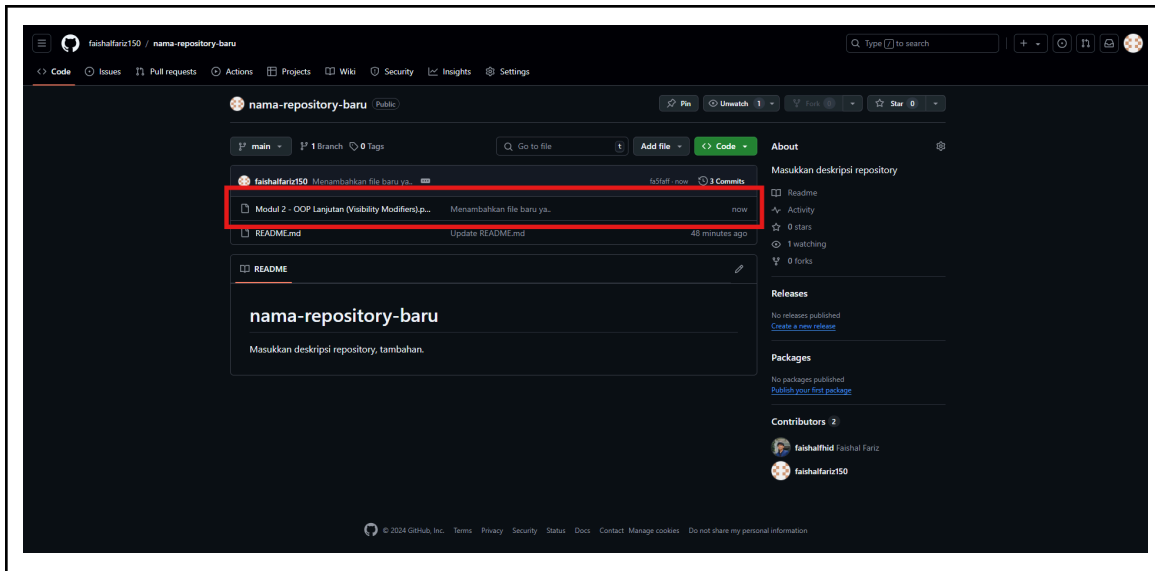 faishalfariz150 / nama-repository-baru
Type / to search
Code Issues Pull requests Actions Projects Wiki Security Insights Settings
nama-repository-baru Public
Pin Unwatch 1 Fork 0 Star 0
main 1 Branch 0 Tags Go to file t Add file Code
faishalfariz150 Menambahkan file baru ya.. fa5faff · now 3 Commits
Modul 2 - OOP Lanjutan (Visibility Modifiers).p... Menambahkan file baru ya.. now
README.md Update README.md 48 minutes ago
README
nama-repository-baru
Masukkan deskripsi repository, tambahan.
About
Masukkan deskripsi repository
Readme
Activity
0 stars
1 watching
0 forks
Releases
No releases published
Create a new release
Packages
No packages published
Publish your first package
Contributors 2
faishalfhid Faishal Fariz
faishalfariz150
© 2024 GitHub, Inc. Terms Privacy Security Status Docs Contact Manage cookies Do not share my personal information